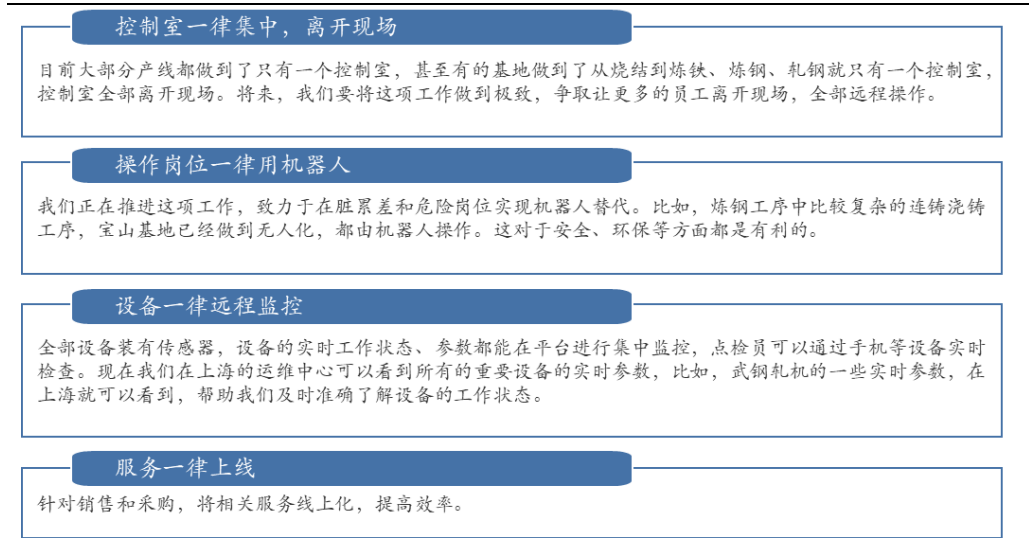 控制室一律集中，离开现场
目前大部分产线都做到了只有一个控制室，甚至有的基地做到了从烧结到炼铁、炼钢、轧钢就只有一个控制室，
控制室全部离开现场。将来，我们要将这项工作做到极致，争取让更多的员工离开现场，全部远程操作。
操作岗位一律用机器人
我们正在推进这项工作，致力于在脏累差和危险岗位实现机器人替代。比如，炼钢工序中比较复杂的连铸浇铸
工序，宝山基地已经做到无人化，都由机器人操作。这对于安全、环保等方面都是有利的。
设备一律远程监控
全部设备装有传感器，设备的实时工作状态、参数都能在平台进行集中监控，点检员可以通过手机等设备实时
检查。现在我们在上海的运维中心可以看到所有的重要设备的实时参数，比如，武钢轧机的一些实时参数，在
上海就可以看到，帮助我们及时准确了解设备的工作状态。
服务一律上线
针对销售和采购，将相关服务线上化，提高效率。